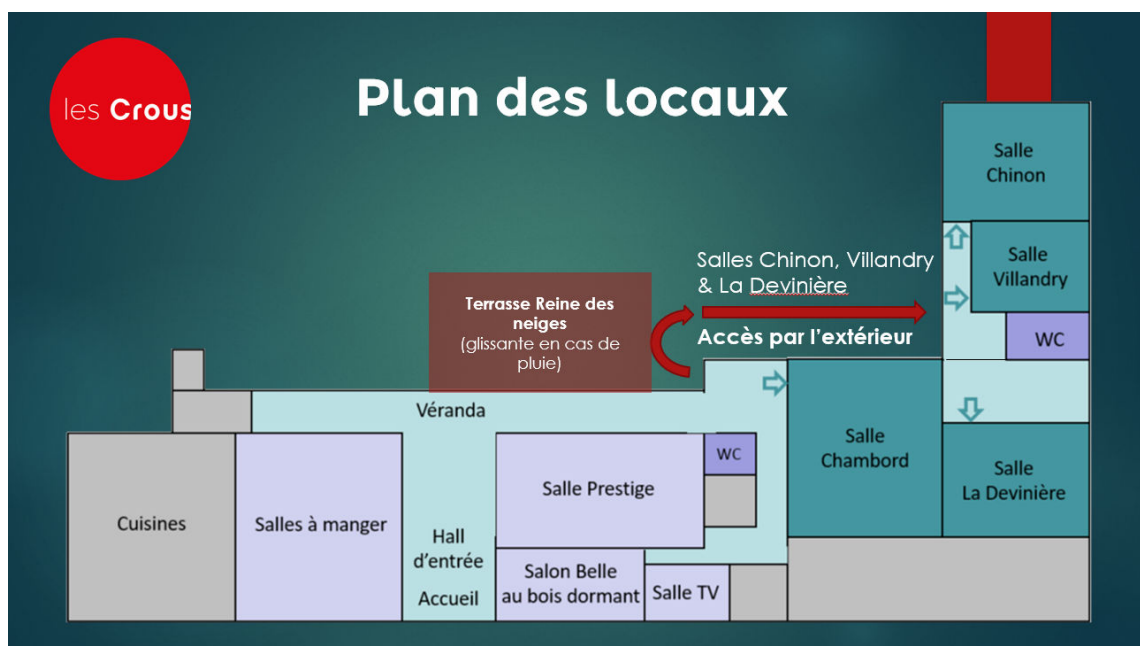 les Crous
Plan des locaux
Salle
Chinon
Salle
Villandry
WC
Salles Chinon, Villandry
& La Devinière
Accès par l’extérieur
Terrasse Reine des
neiges
(glissante en cas de
pluie)
Véranda
Salle
Chambord
Salle
La Devinière
WC
Salle Prestige
Cuisines
Salles à manger
Hall
d’entrée
Accueil
Salon Belle
au bois dormant
Salle TV